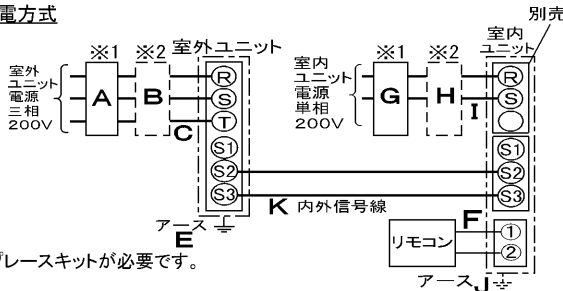 電方式
別売
※1 ※2 室外ユニット
室外
ユニット
電源
三相
200V
A B C
R
S
T
S1
S2
S3
アース
E
※1 ※2
室内
ユニット
室内
ユニット
電源
単相
200V
G H I
R
S
S1
S2
S3
K 内外信号線
F
リモコン
1
2
アース J
プレースキットが必要です。